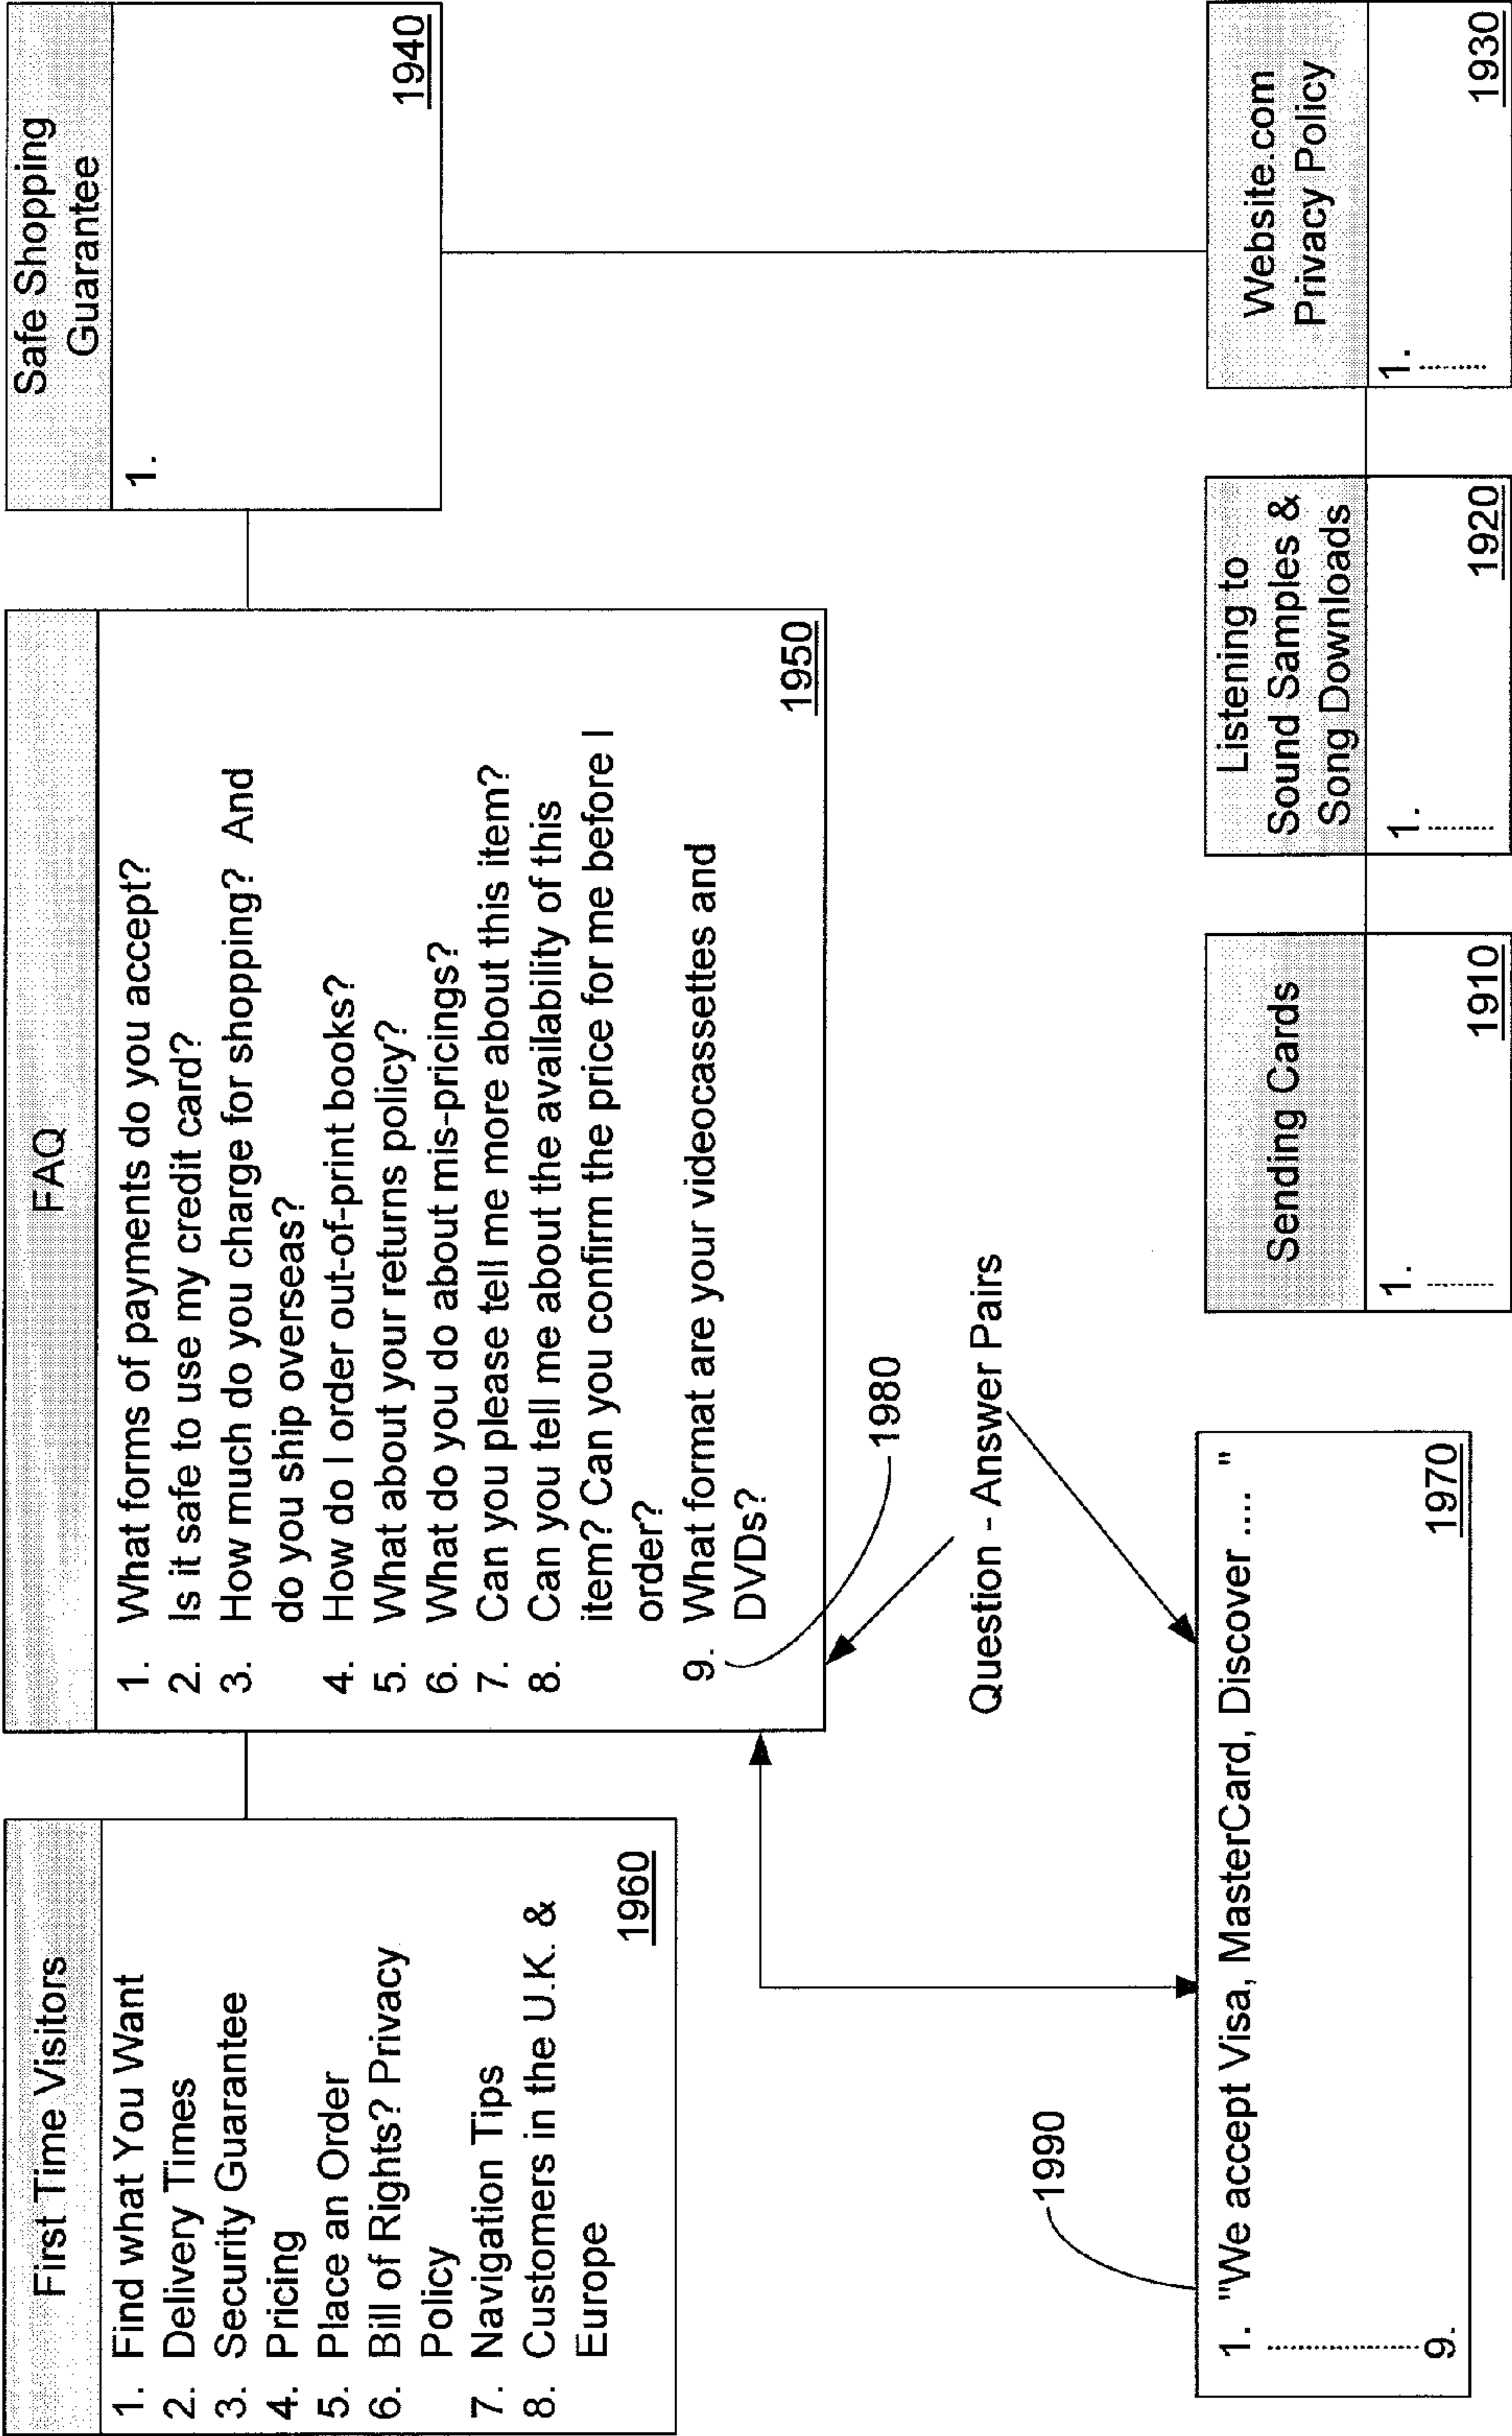 First Time Visitors
1. Find what You Want
2. Delivery Times
3. Security Guarantee
4. Pricing
5. Place an Order
6. Bill of Rights? Privacy
Policy
7. Navigation Tips
8. Customers in the U.K. &
Europe
1960
FAQ
1. What forms of payments do you accept?
2. Is it safe to use my credit card?
3. How much do you charge for shopping? And
do you ship overseas?
4. How do I order out-of-print books?
5. What about your returns policy?
6. What do you do about mis-pricings?
7. Can you please tell me more about this item?
8. Can you tell me about the availability of this
item? Can you confirm the price for me before I
order?
9. What format are your videocassettes and
DVDs?
1950
Safe Shopping
Guarantee
1.
1940
1980
Question - Answer Pairs
1990
1. "We accept Visa, MasterCard, Discover .... "
9.
1970
Sending Cards
1.
1910
Listening to
Sound Samples &
Song Downloads
1.
1920
Website.com
Privacy Policy
1.
1930